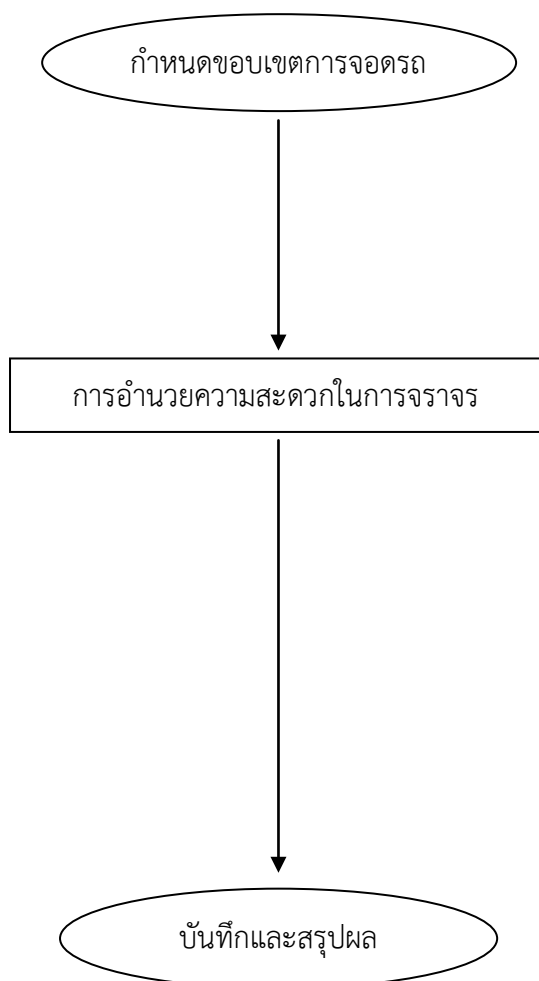 กำหนดขอบเขตการจอดรถ
การอำนวยความสะดวกในการจราจร
บันทึกและสรุปผล